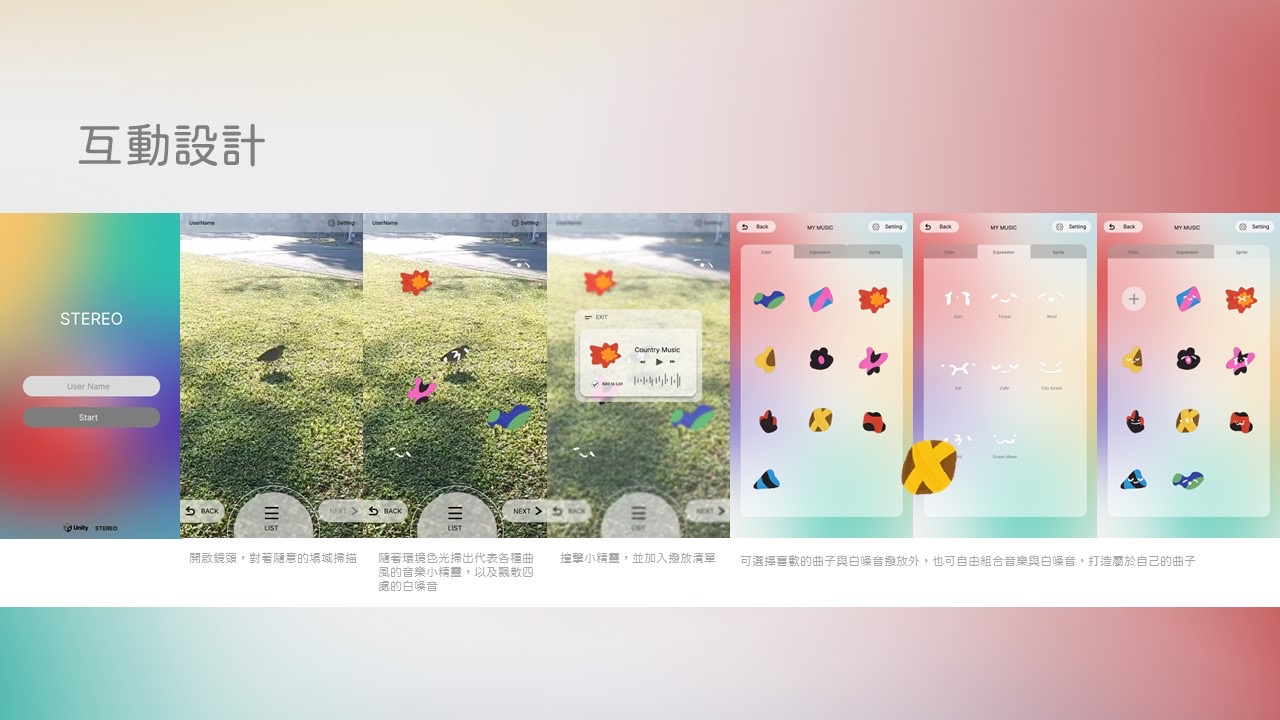 互動設計
STEREO
User Name
Start
Unity STEREO
UserName
Setting
BACK
LIST
NEXT
UserName
Setting
BACK
LIST
NEXT
EXIT
Country Music
Add to List
BACK
LIST
NEXT
Back
MY MUSIC
Setting
Color
Expression
Sprite
Back
MY MUSIC
Setting
Color
Expression
Sprite
Rain
Forest
Wind
Cat
Café
City Street
Ocean Wave
Back
MY MUSIC
Setting
Color
Expression
Sprite
開啟鏡頭，對著隨意的場域掃描
隨著環境色光掃出代表各種曲
風的音樂小精靈，以及飄散四
處的白噪音
撞擊小精靈，並加入撥放清單
可選擇喜歡的曲子與白噪音撥放外，也可自由組合音樂與白噪音，打造屬於自己的曲子